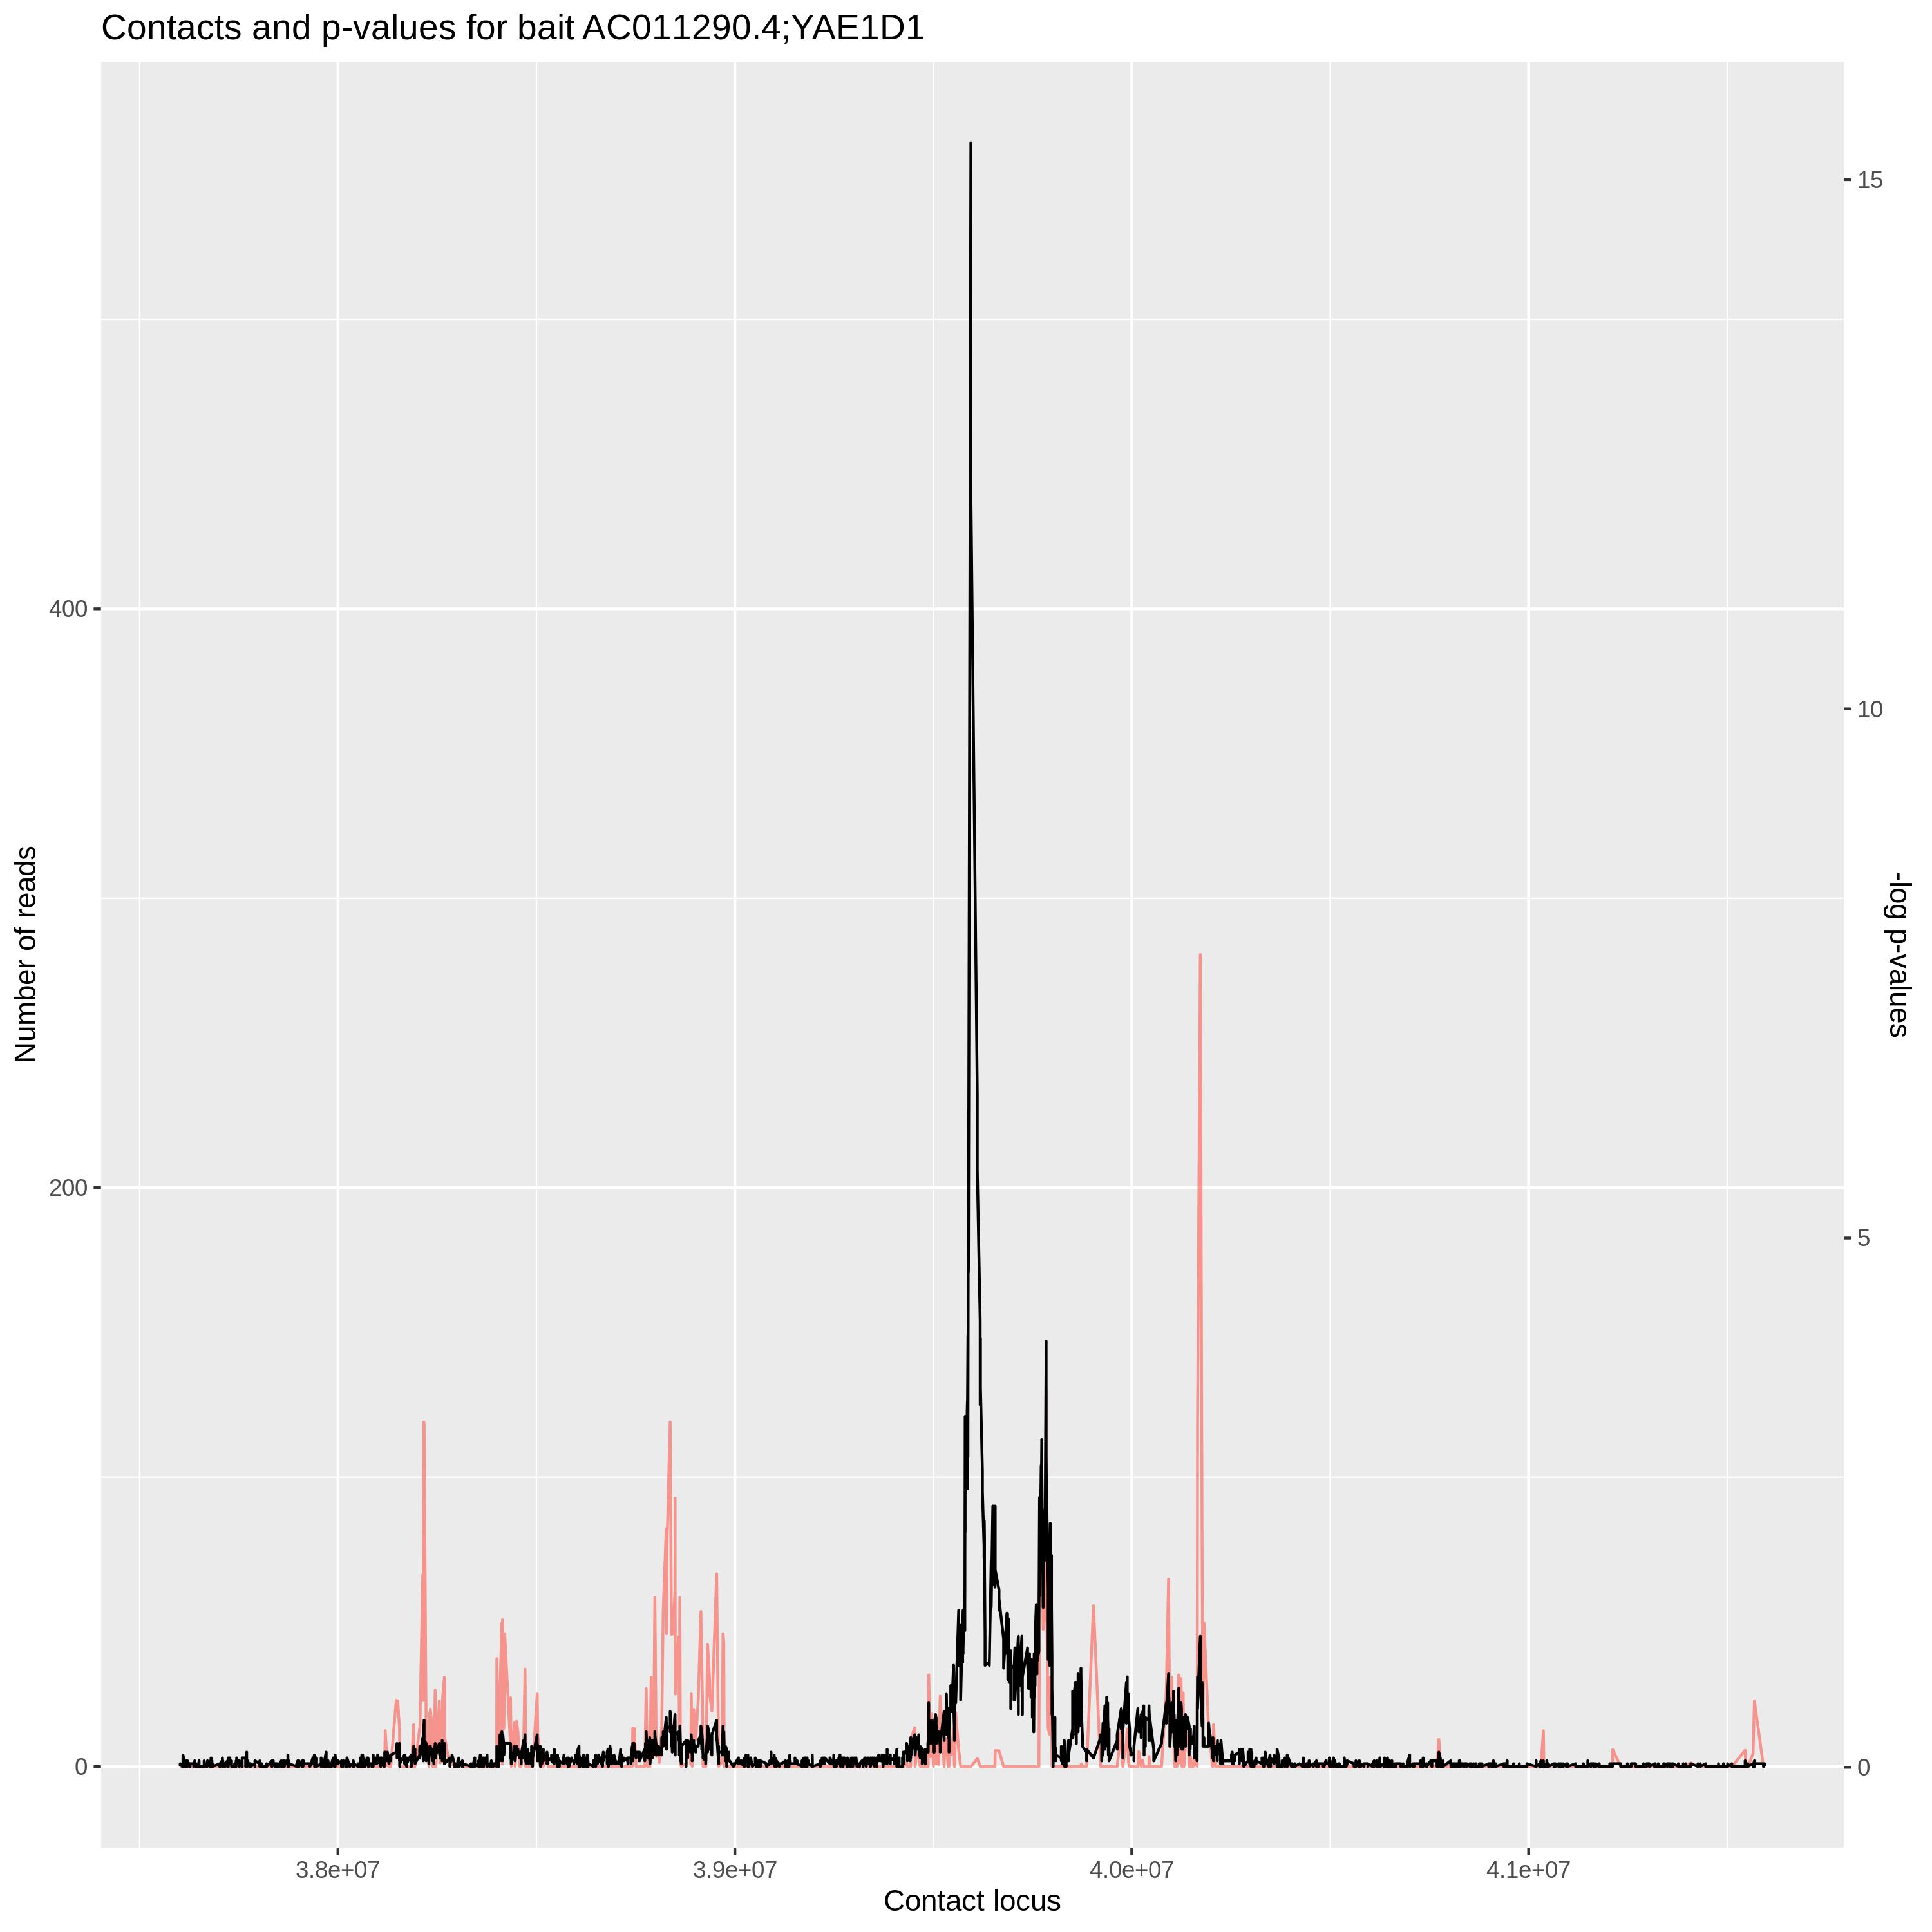 Contacts and p-values for bait AC011290.4;YAE1D1
Number of reads
400
200
0
15
10
5
0
-log p-values
3.8e+07
3.9e+07
4.0e+07
4.1e+07
Contact locus